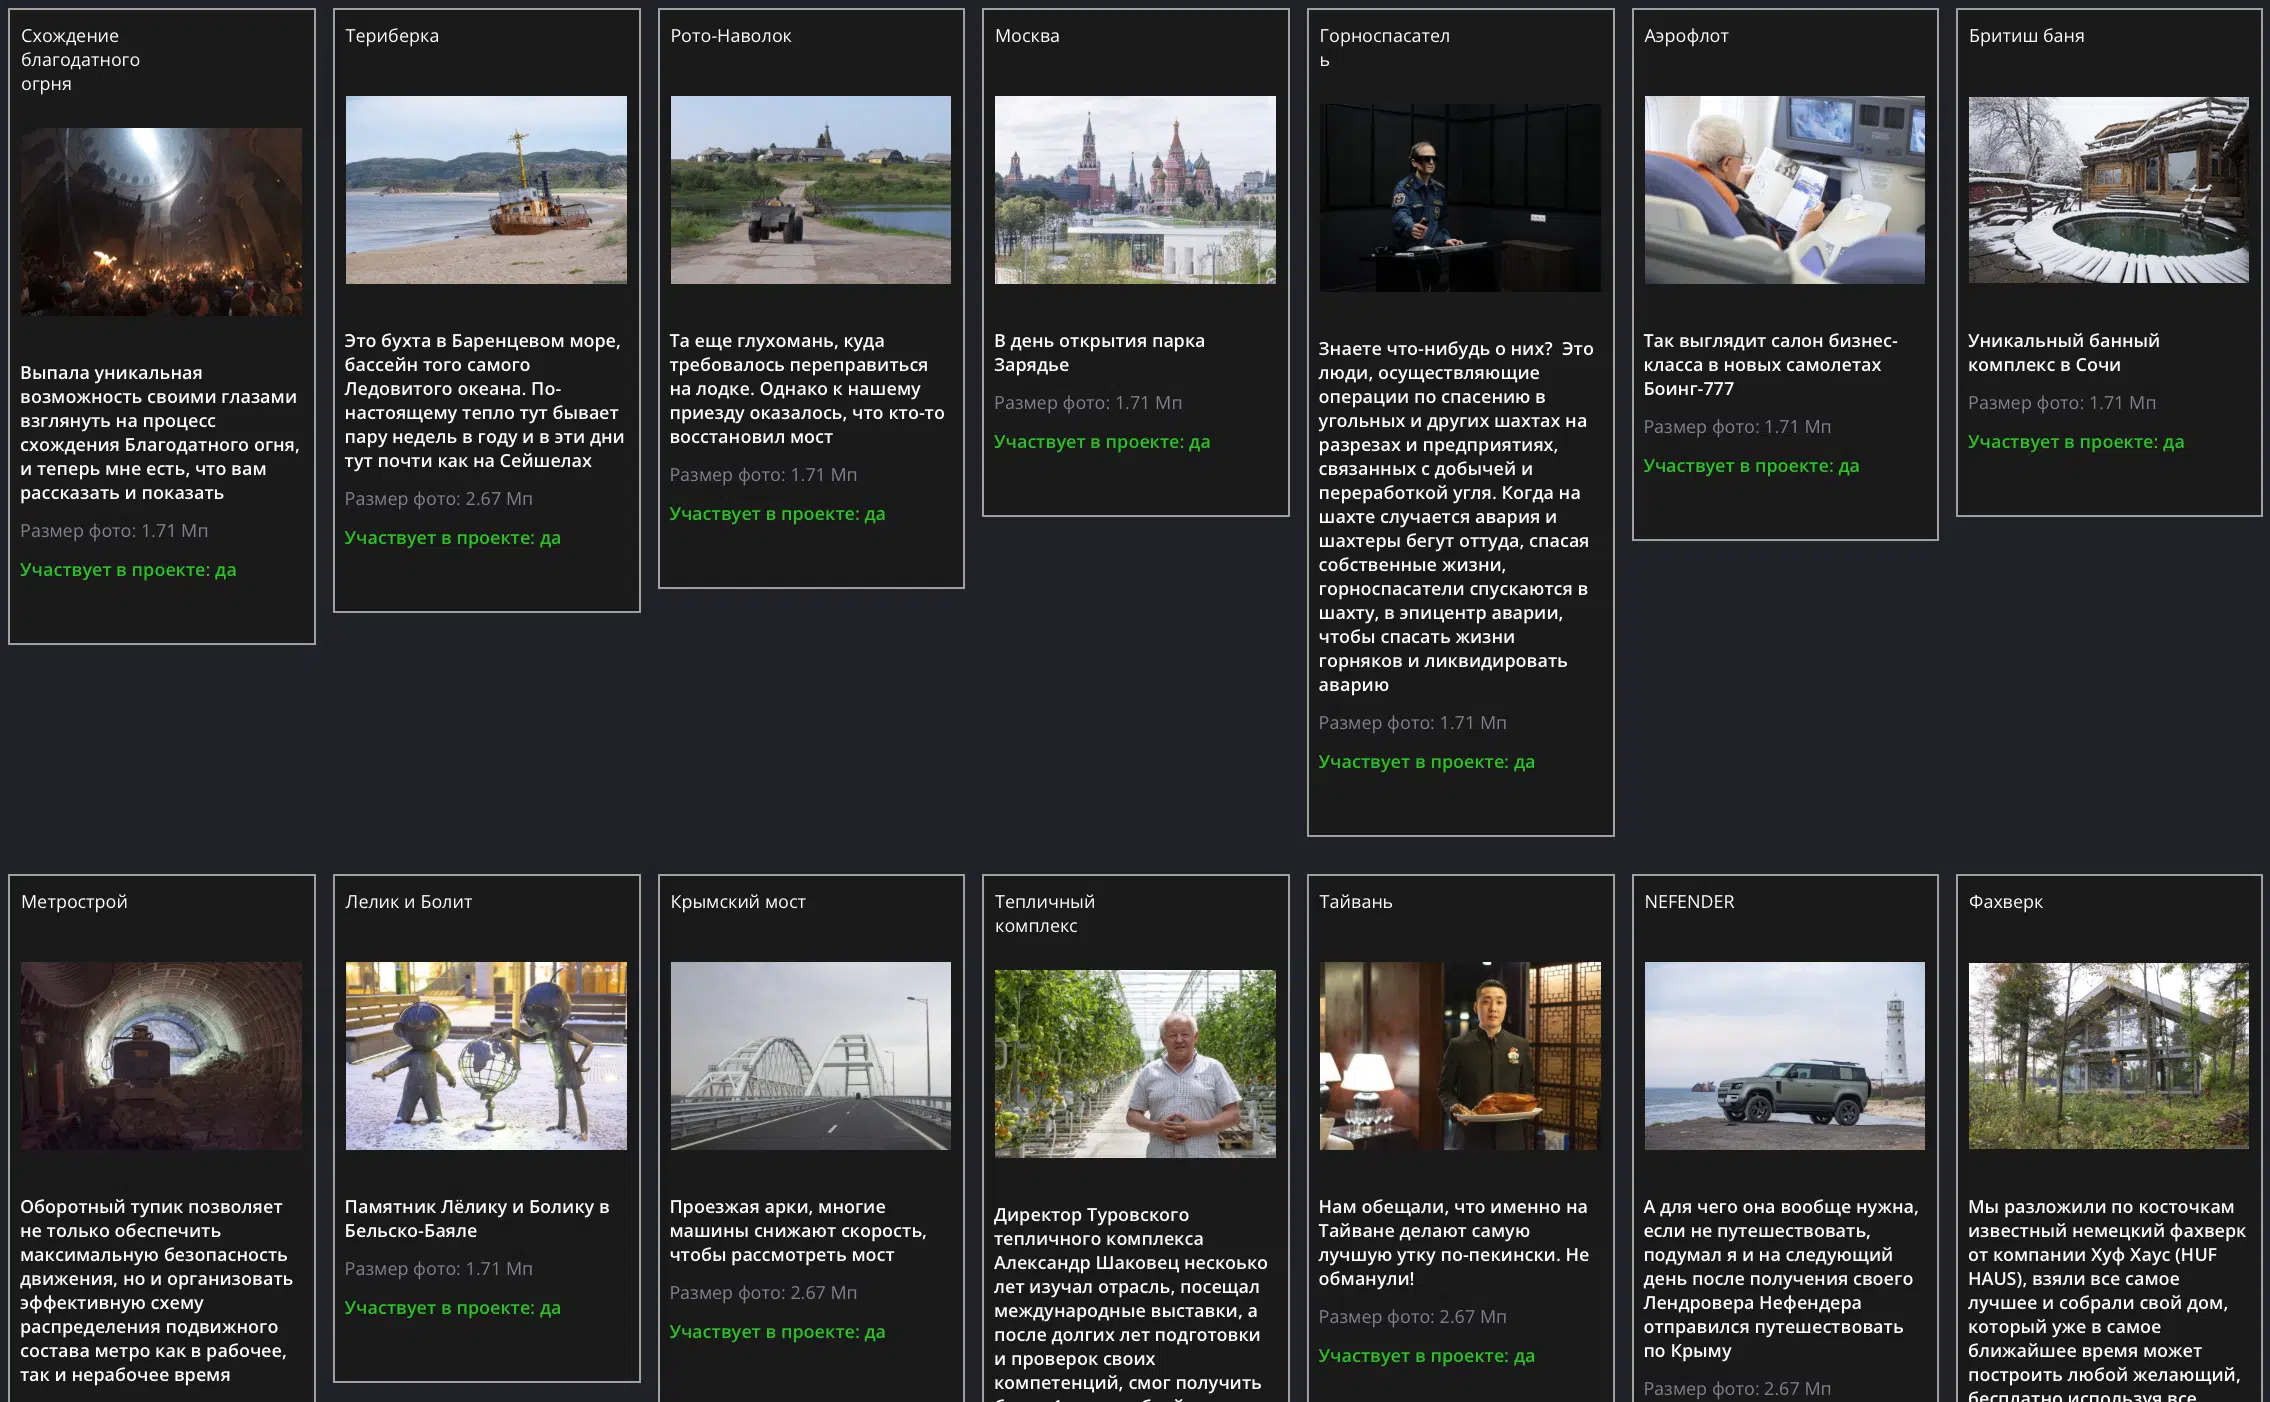 Схождение
благодатного
огрня
Выпала уникальная
возможность своими глазами
взглянуть на процесс
схождения Благодатного огня,
и теперь мне есть, что вам
рассказать и показать
Размер фото: 1.71 Мп
Участвует в проекте: да
Териберка
Это бухта в Баренцевом море,
бассейн того самого
Ледовитого океана. По-
настоящему тепло тут бывает
пару недель в году и в эти дни
тут почти как на Сейшелах
Размер фото: 2.67 Мп
Участвует в проекте: да
Рото-Наволок
Та еще глухомань, куда
требовалось переправиться
на лодке. Однако к нашему
приезду оказалось, что кто-то
восстановил мост
Размер фото: 1.71 Мп
Участвует в проекте: да
Москва
В день открытия парка
Зарядье
Размер фото: 1.71 Мп
Участвует в проекте: да
Горноспасател
ь
Знаете что-нибудь о них?  Это
люди, осуществляющие
операции по спасению в
угольных и других шахтах на
разрезах и предприятиях,
связанных с добычей и
переработкой угля. Когда на
шахте случается авария и
шахтеры бегут оттуда, спасая
собственные жизни,
горноспасатели спускаются в
шахту, в эпицентр аварии,
чтобы спасать жизни
горняков и ликвидировать
аварию
Размер фото: 1.71 Мп
Участвует в проекте: да
Аэрофлот
Так выглядит салон бизнес-
класса в новых самолетах
Боинг-777
Размер фото: 1.71 Мп
Участвует в проекте: да
Бритиш баня
Уникальный банный
комплекс в Сочи
Размер фото: 1.71 Мп
Участвует в проекте: да
Метрострой
Оборотный тупик позволяет
не только обеспечить
максимальную безопасность
движения, но и организовать
эффективную схему
распределения подвижного
состава метро как в рабочее,
так и нерабочее время
Лелик и Болит
Памятник Лёлику и Болику в
Бельско-Баяле
Размер фото: 1.71 Мп
Участвует в проекте: да
Крымский мост
Проезжая арки, многие
машины снижают скорость,
чтобы рассмотреть мост
Размер фото: 2.67 Мп
Участвует в проекте: да
Тепличный
комплекс
Директор Туровского
тепличного комплекса
Александр Шаковец нескоько
лет изучал отрасль, посещал
международные выставки, а
после долгих лет подготовки
и проверок своих
компетенций, смог получить
Тайвань
Нам обещали, что именно на
Тайване делают самую
лучшую утку по-пекински. Не
обманули!
Размер фото: 2.67 Мп
Участвует в проекте: да
NEFENDER
А для чего она вообще нужна,
если не путешествовать,
подумал я и на следующий
день после получения своего
Лендровера Нефендера
отправился путешествовать
по Крыму
Размер фото: 2.67 Мп
Фахверк
Мы разложили по косточкам
известный немецкий фахверк
от компании Хуф Хаус (HUF
HAUS), взяли все самое
лучшее и собрали свой дом,
который уже в самое
ближайшее время может
построить любой желающий,
бесплатно используя все